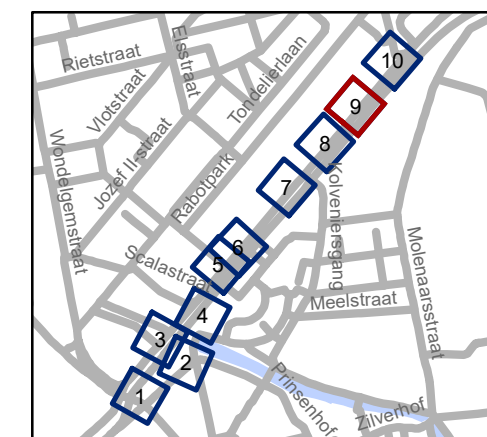 Rietstraat
Elsstraat
Tondelierlaan
10
Vlotstraat
9
Jozef II-straat
8
Wondelgemstraat
Rabotpark
7
Kolveniersgang
6
Scalastraat
5
Molenaarsstraat
Meelstraat
4
3
2
Prinsenhof
1
Zilverhof